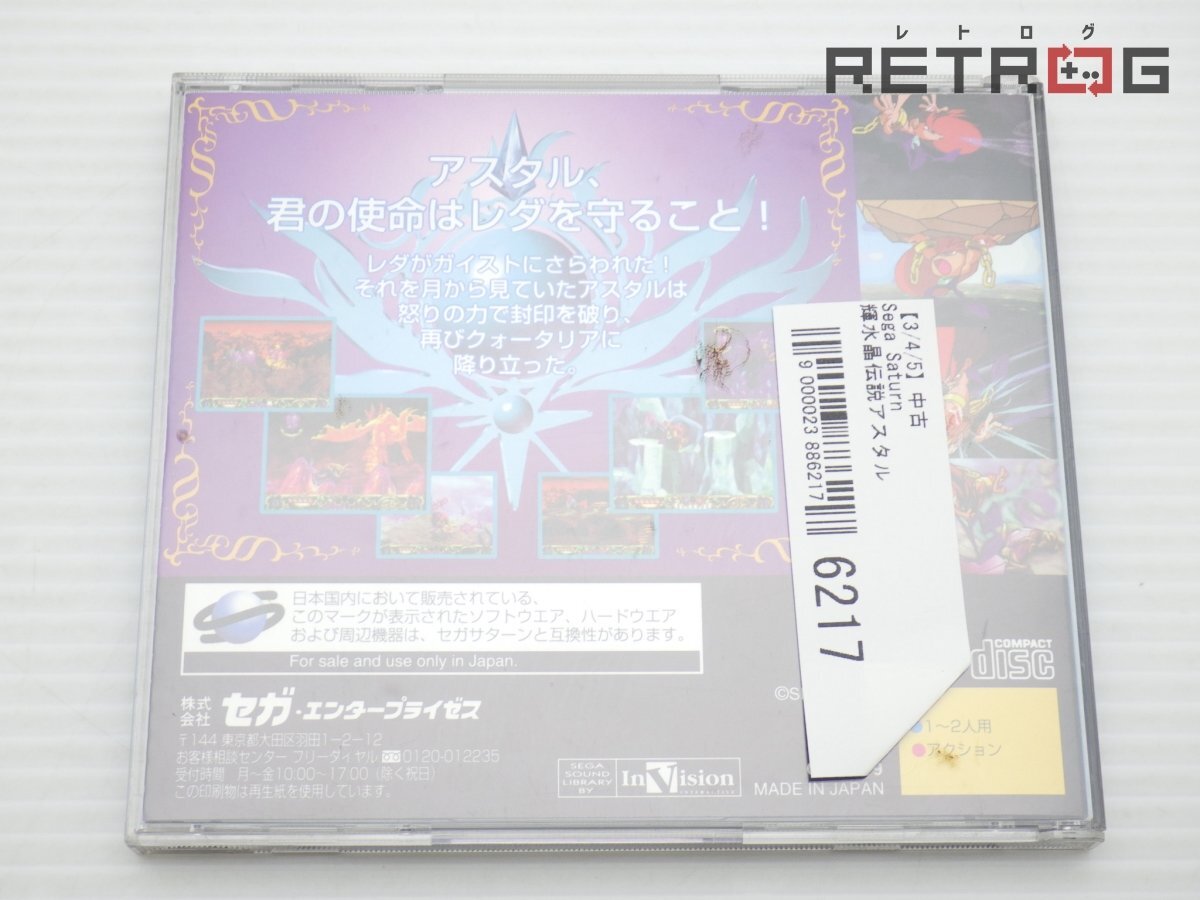 レトログ
RETROG
アスタル、
君の使命はレダを守ること！
レダがガイストにさらわれた！
それを月から見ていたアスタルは
怒りの力で封印を破り、
再びクォータリアに
降り立った。
【3/4/5】中古
Sega Saturn
輝水晶伝説アスタル
9 000023 886217
6217
日本国内において販売されている、
このマークが表示されたソフトウエア、ハードウエア
および周辺機器は、セガサターンと互換性があります。
For sale and use only in Japan.
COMPACT
disc
株式会社 セガ・エンタープライゼス
〒144 東京都大田区羽田1-2-12
お客様相談センター フリーダイヤル 0120-012235
受付時間 月〜金10:00〜17:00（除く祝日）
この印刷物は再生紙を使用しています。
SEGA
SOUND
LIBRARY
BY
InVision
INTERACTIVE
©S
MADE IN JAPAN
1〜2人用
アクション